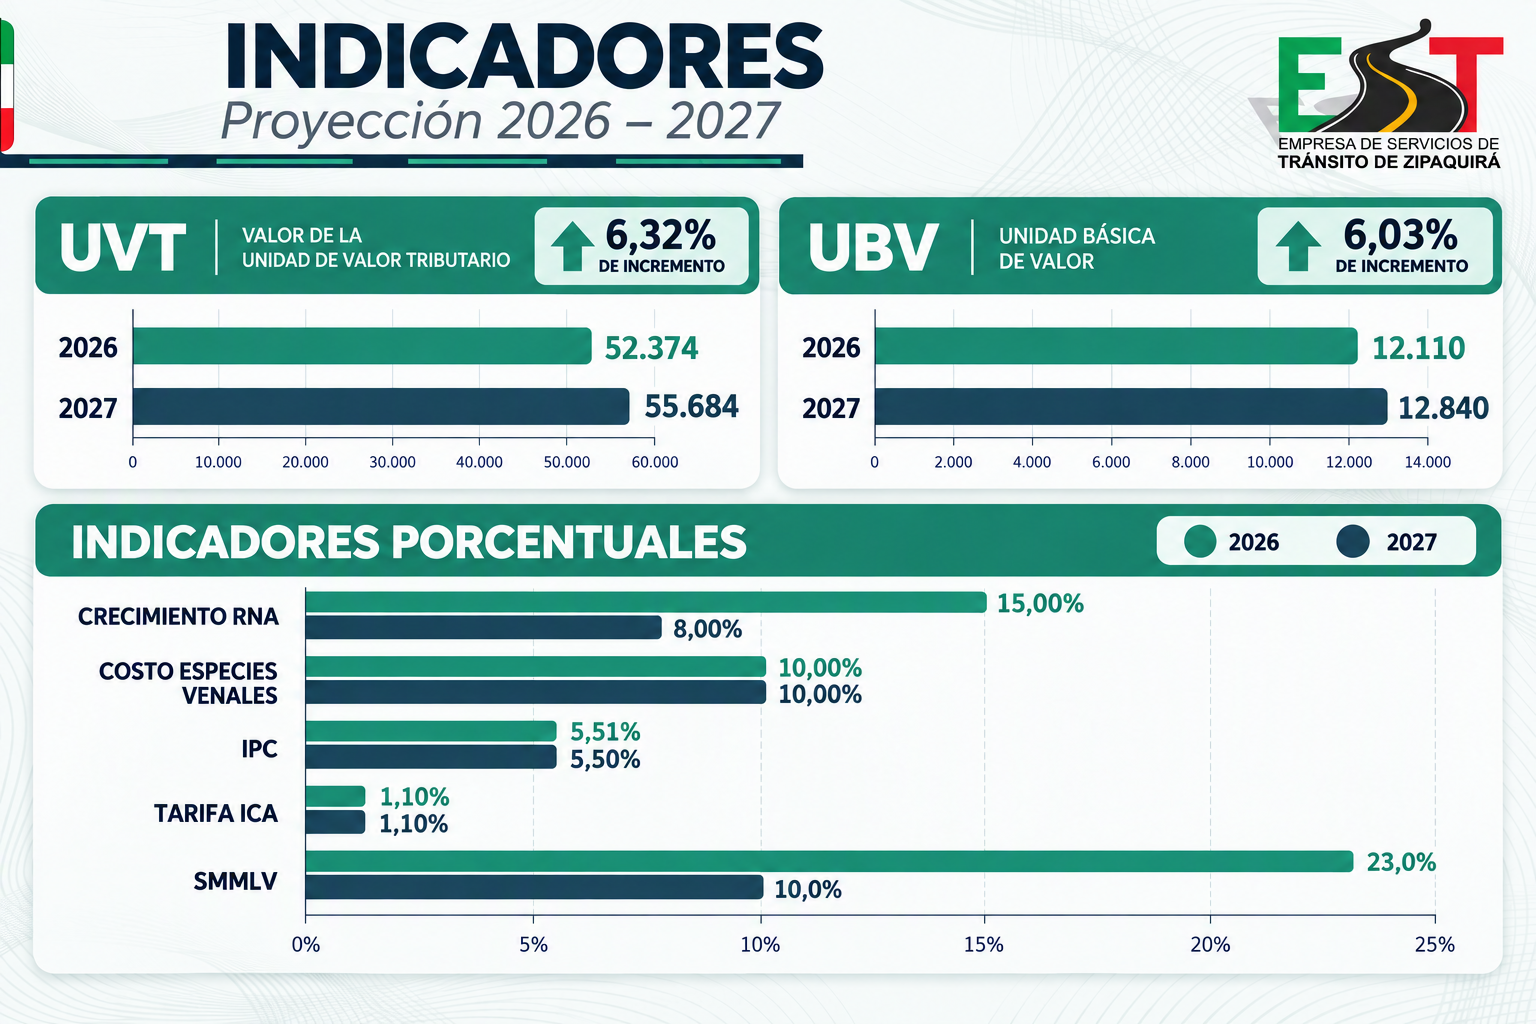 INDICADORES
Proyección 2026 – 2027
EST
EMPRESA DE SERVICIOS DE
TRÁNSITO DE ZIPAQUIRÁ
UVT
VALOR DE LA
UNIDAD DE VALOR TRIBUTARIO
6,32%
DE INCREMENTO
2026
52.374
2027
55.684
0 10.000 20.000 30.000 40.000 50.000 60.000
UBV
UNIDAD BÁSICA
DE VALOR
6,03%
DE INCREMENTO
2026
12.110
2027
12.840
0 2.000 4.000 6.000 8.000 10.000 12.000 14.000
INDICADORES PORCENTUALES
2026 2027
CRECIMIENTO RNA
15,00%
8,00%
COSTO ESPECIES
VENALES
10,00%
10,00%
IPC
5,51%
5,50%
TARIFA ICA
1,10%
1,10%
SMMLV
23,0%
10,0%
0% 5% 10% 15% 20% 25%